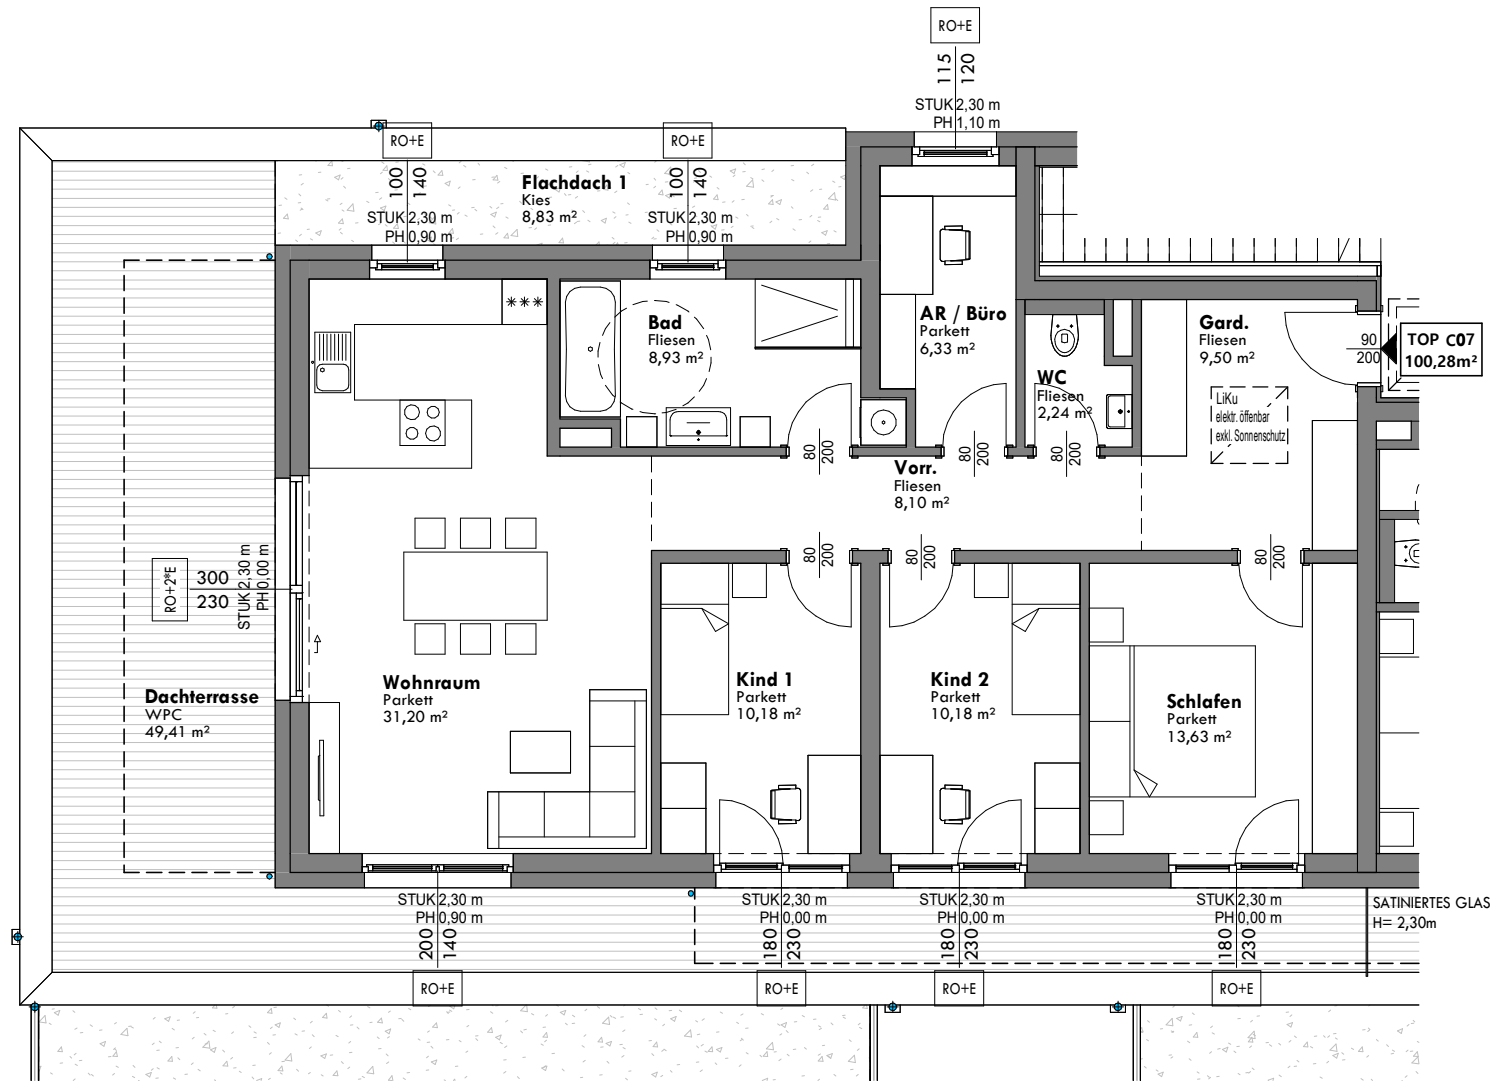 RO+E
115
120
STUK 2,30 m
PH 1,10 m
RO+E
100
140
STUK 2,30 m
PH 0,90 m
Flachdach 1
Kies
8,83 m²
RO+E
100
140
STUK 2,30 m
PH 0,90 m
***
Bad
Fliesen
8,93 m²
AR / Büro
Parkett
6,33 m²
WC
Fliesen
2,24 m²
Gard.
Fliesen
9,50 m²
90
200
TOP C07
100,28m²
LiKu
elektr. öffenbar
exkl. Sonnenschutz
80
200
80
200
80
200
Vorr.
Fliesen
8,10 m²
80
200
80
200
80
200
RO+2*E
300
230
STUK 2,30 m
PH 0,00 m
Dachterrasse
WPC
49,41 m²
Wohnraum
Parkett
31,20 m²
Kind 1
Parkett
10,18 m²
Kind 2
Parkett
10,18 m²
Schlafen
Parkett
13,63 m²
STUK 2,30 m
PH 0,90 m
200
140
RO+E
STUK 2,30 m
PH 0,00 m
180
230
RO+E
STUK 2,30 m
PH 0,00 m
180
230
RO+E
STUK 2,30 m
PH 0,00 m
180
230
RO+E
SATINIERTES GLAS
H= 2,30m